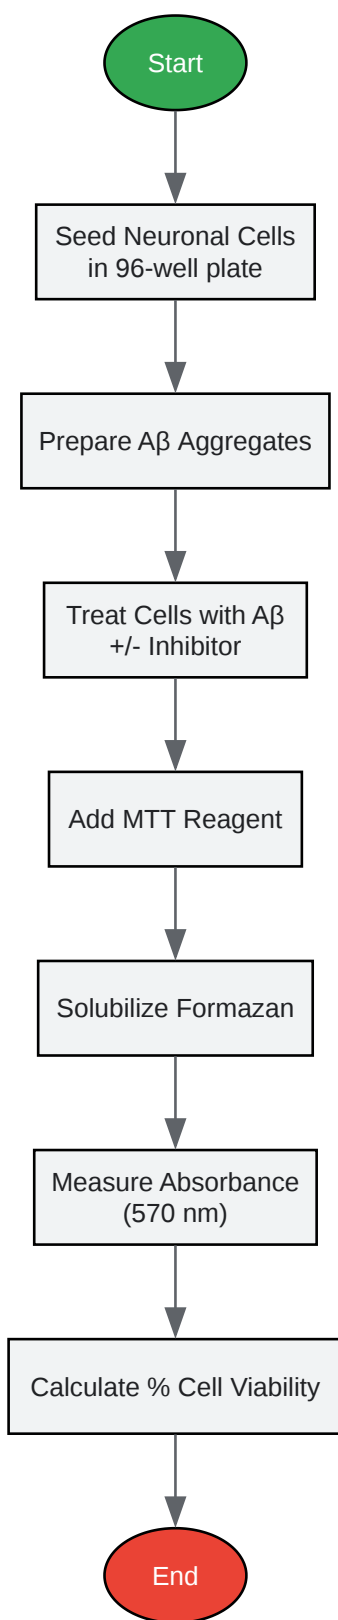 Start
Seed Neuronal Cells
in 96-well plate
Prepare Aβ Aggregates
Treat Cells with Aβ
+/- Inhibitor
Add MTT Reagent
Solubilize Formazan
Measure Absorbance
(570 nm)
Calculate % Cell Viability
End